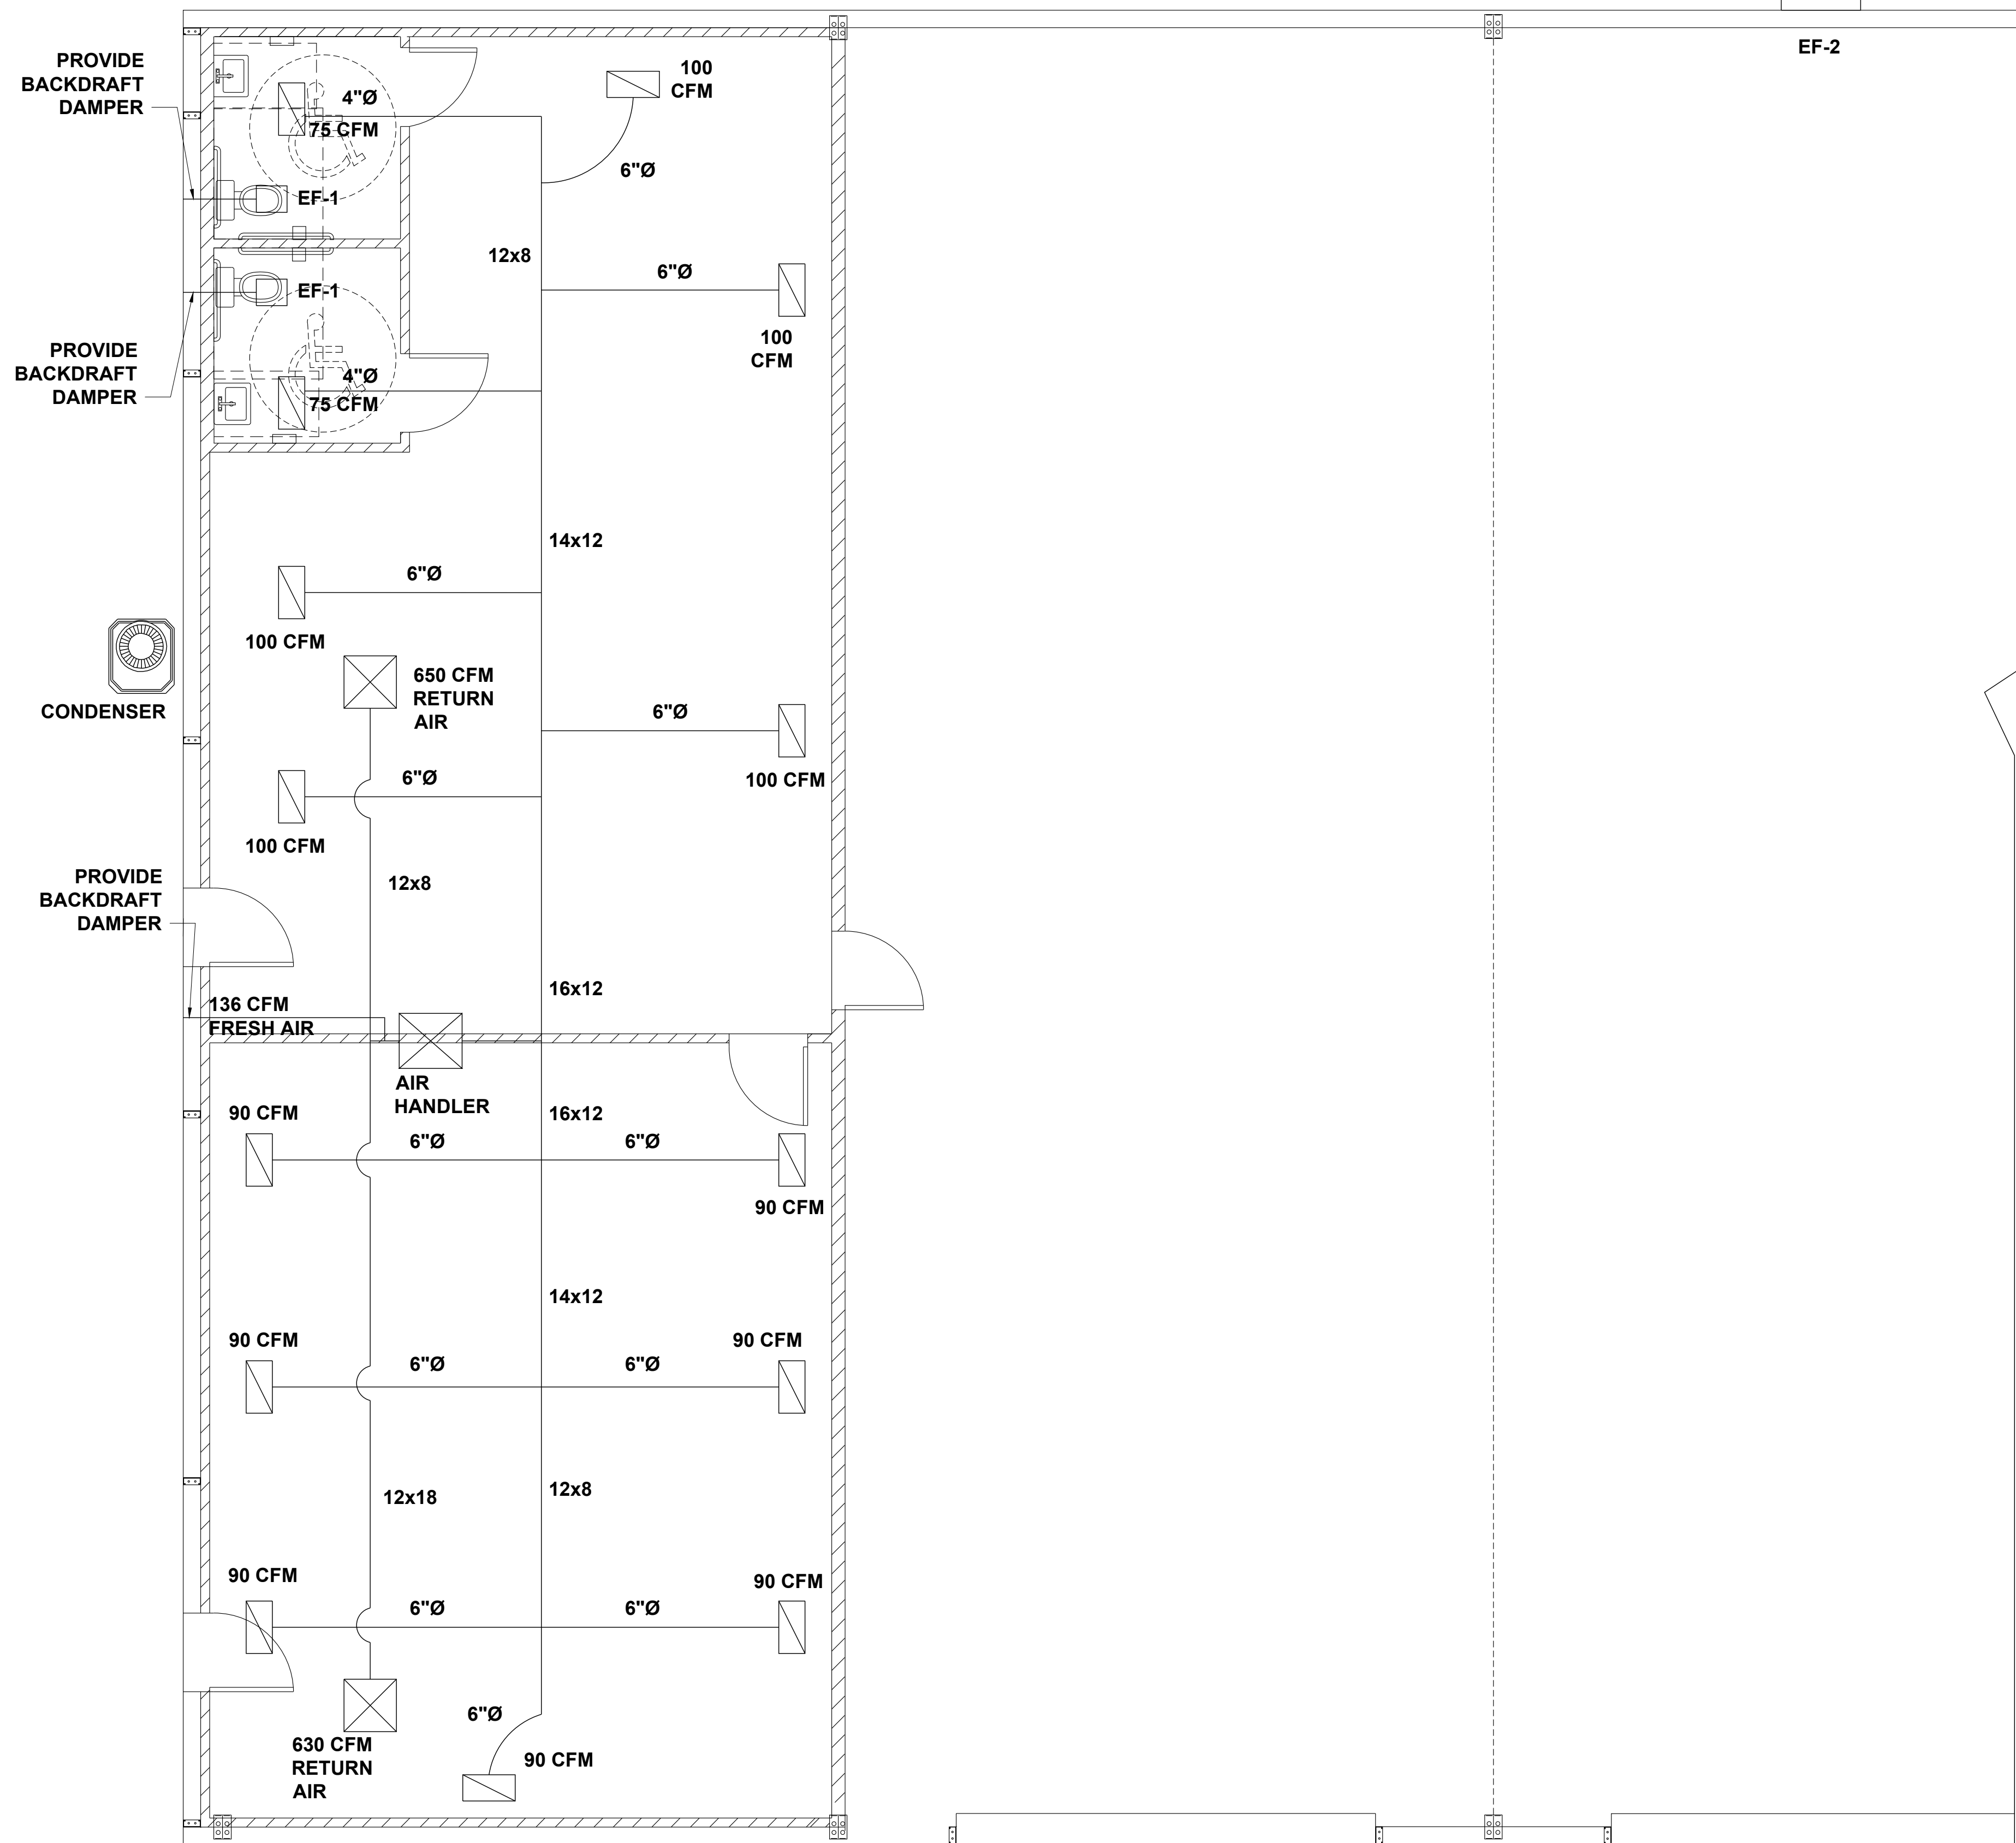 EF-2
PROVIDE
BACKDRAFT
DAMPER
100
CFM
4"Ø
75 CFM
6"Ø
EF-1
12x8
6"Ø
EF-1
100
CFM
PROVIDE
BACKDRAFT
DAMPER
4"Ø
75 CFM
14x12
6"Ø
100 CFM
650 CFM
RETURN
AIR
CONDENSER
6"Ø
100 CFM
6"Ø
100 CFM
12x8
PROVIDE
BACKDRAFT
DAMPER
16x12
136 CFM
FRESH AIR
AIR
HANDLER
16x12
90 CFM
6"Ø
6"Ø
90 CFM
14x12
90 CFM
90 CFM
6"Ø
6"Ø
12x18
12x8
90 CFM
90 CFM
6"Ø
6"Ø
6"Ø
630 CFM
RETURN
AIR
90 CFM